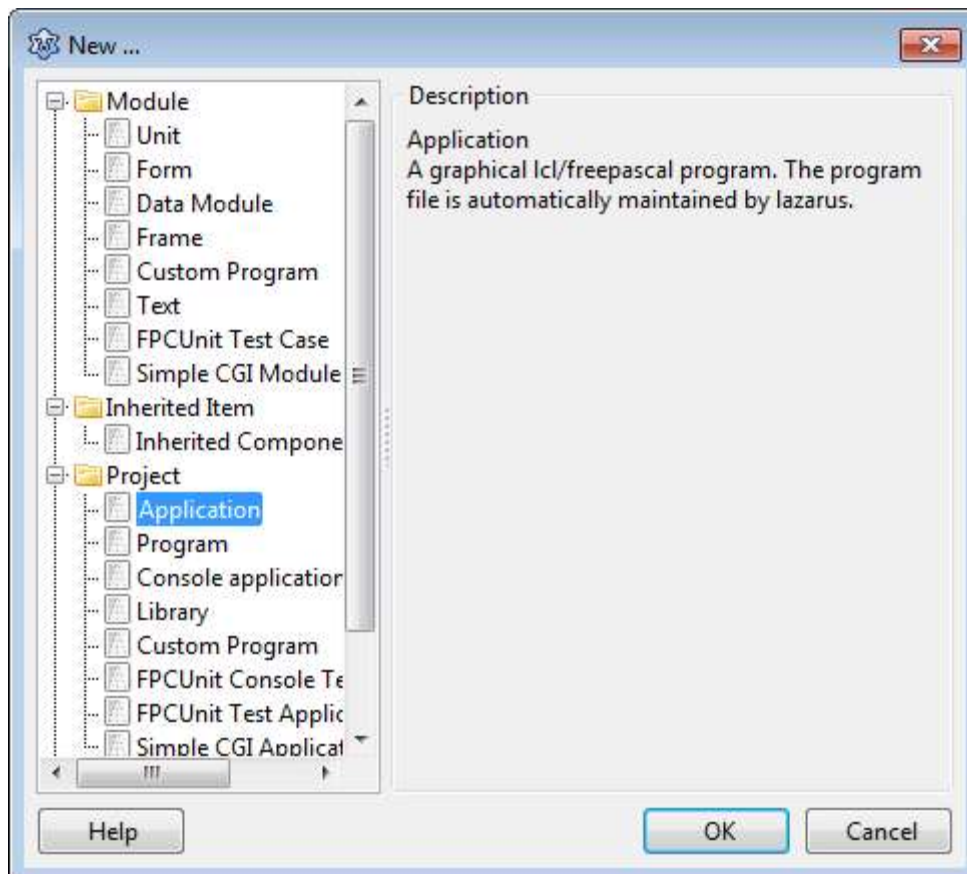 New ...
Module
Unit
Form
Data Module
Frame
Custom Program
Text
FPCUnit Test Case
Simple CGI Module
Inherited Item
Inherited Compone
Project
Application
Program
Console application
Library
Custom Program
FPCUnit Console Te
FPCUnit Test Applic
Simple CGI Applicat
Description
Application
A graphical lcl/freepascal program. The program
file is automatically maintained by lazarus.
Help
OK
Cancel